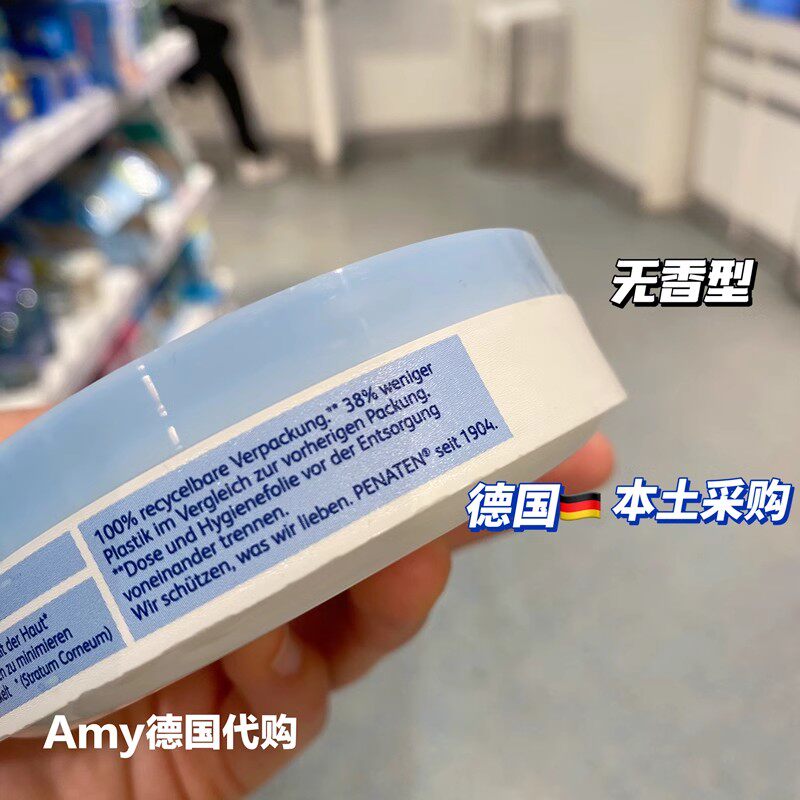 无香型
100% recycelbare Verpackung.** 38% weniger
Plastik im Vergleich zur vorherigen Packung.
**Dose und Hygienefolie vor der Entsorgung
voneinander trennen.
Wir schützen, was wir lieben. PENATEN® seit 1904.
德国🇩🇪本土采购
der Haut*
zu minimieren
* (Stratum Corneum)
Amy德国代购